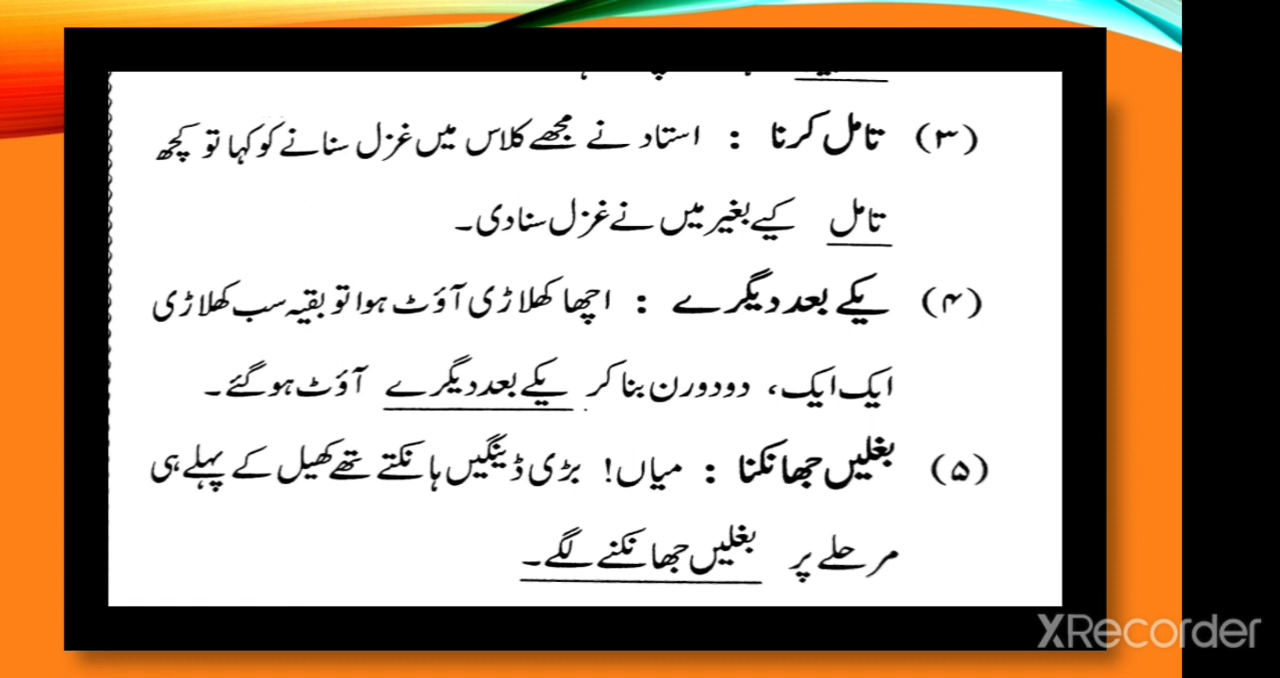 (۳) تامل کرنا : استاد نے مجھے کلاس میں غزل سنانے کو کہا تو کچھ
تامل کیے بغیر میں نے غزل سنا دی۔
(۴) یکے بعد دیگرے : اچھا کھلاڑی آؤٹ ہوا تو بقیہ سب کھلاڑی
ایک ایک، دو دو رن بنا کر یکے بعد دیگرے آؤٹ ہو گئے۔
(۵) بغلیں جھانکنا : میاں! بڑی ڈینگیں ہانکتے تھے کھیل کے پہلے ہی
مرحلے پر بغلیں جھانکنے لگے۔
XRecorder